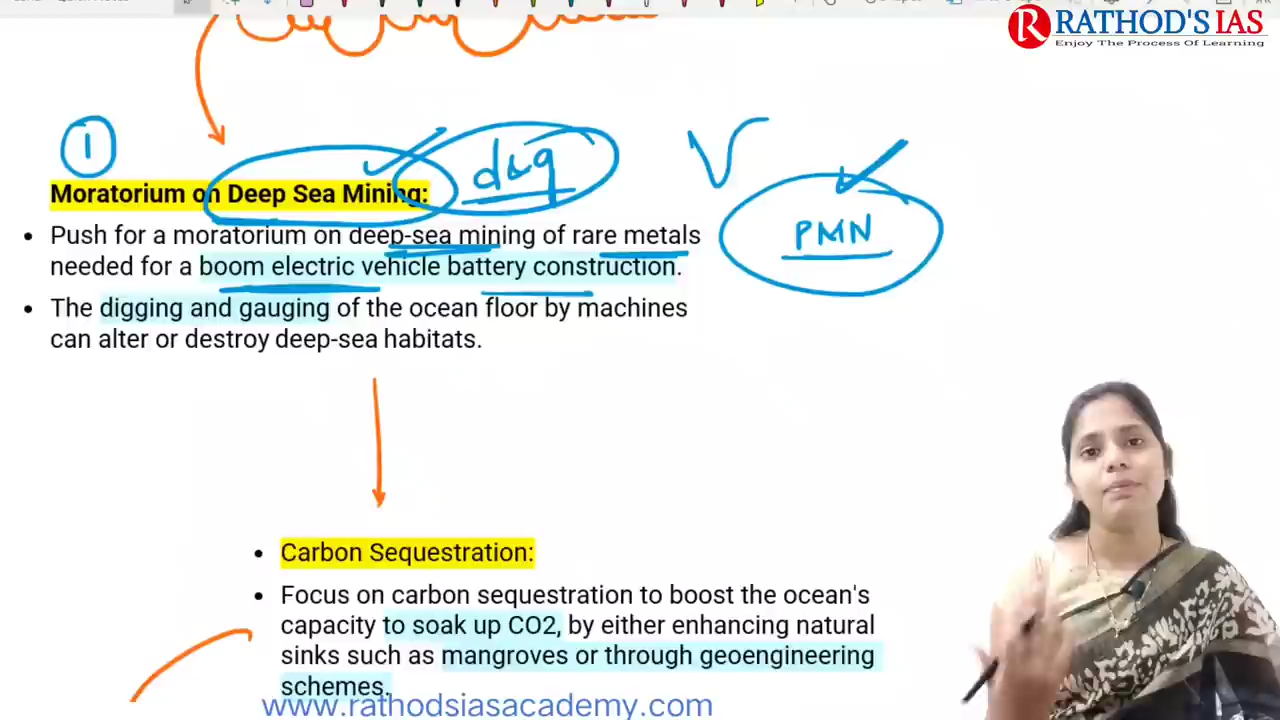 RATHOD'S IAS
Enjoy The Process Of Learning
1
dug
PMN
Moratorium on Deep Sea Mining:
• Push for a moratorium on deep-sea mining of rare metals
needed for a boom electric vehicle battery construction.
• The digging and gauging of the ocean floor by machines
can alter or destroy deep-sea habitats.
• Carbon Sequestration:
• Focus on carbon sequestration to boost the ocean's
capacity to soak up CO2, by either enhancing natural
sinks such as mangroves or through geoengineering
schemes.
www.rathodsiasacademy.com